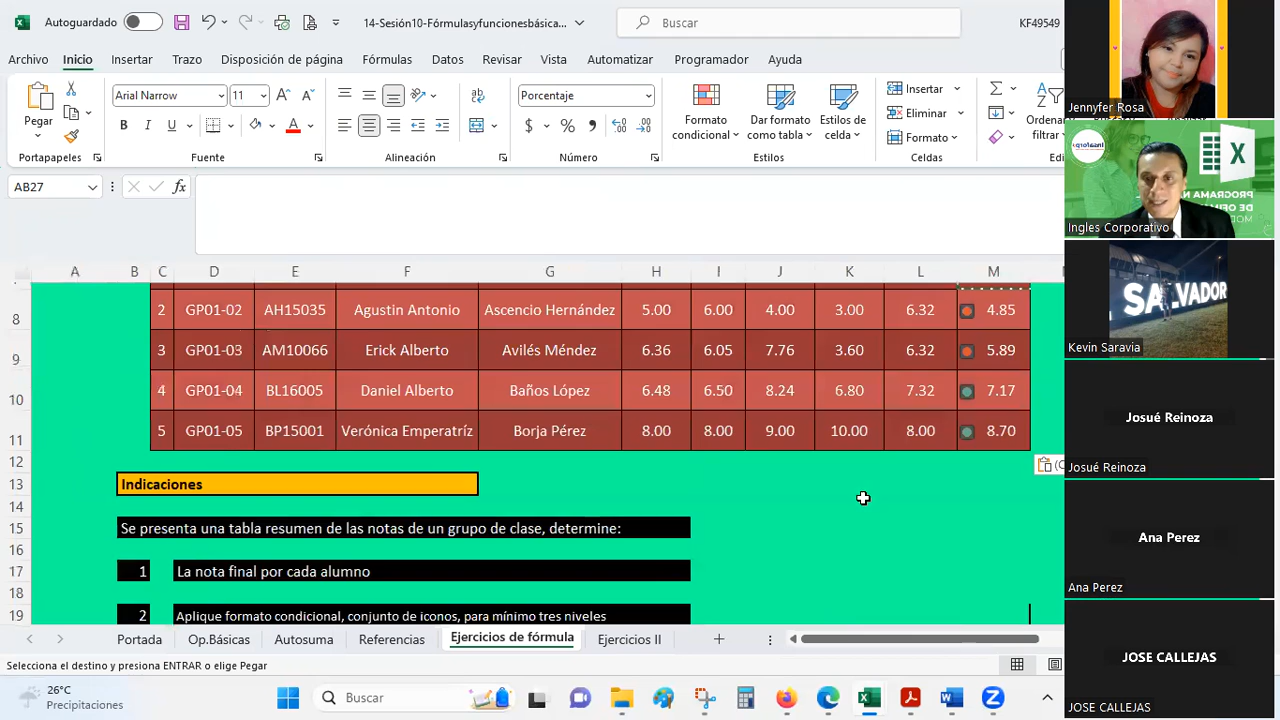 Autoguardado
14-Sesión10-Fórmulasyfuncionesbásica...
Buscar
KF49549
Archivo Inicio Insertar Trazo Disposición de página Fórmulas Datos Revisar Vista Automatizar Programador Ayuda
Pegar
Arial Narrow 11
N K S
Porcentaje
$ % 000
Formato condicional
Dar formato como tabla
Estilos de celda
Insertar
Eliminar
Formato
Ordenar
filtrar
Portapapeles Fuente Alineación Número Estilos Celdas
AB27
fx
A B C D E F G H I J K L M
8 2 GP01-02 AH15035 Agustin Antonio Ascencio Hernández 5.00 6.00 4.00 3.00 6.32 4.85
9 3 GP01-03 AM10066 Erick Alberto Avilés Méndez 6.36 6.05 7.76 3.60 6.32 5.89
10 4 GP01-04 BL16005 Daniel Alberto Baños López 6.48 6.50 8.24 6.80 7.32 7.17
11 5 GP01-05 BP15001 Verónica Emperatríz Borja Pérez 8.00 8.00 9.00 10.00 8.00 8.70
12
13 Indicaciones
14
15 Se presenta una tabla resumen de las notas de un grupo de clase, determine:
16
17 1 La nota final por cada alumno
18
19 2 Aplique formato condicional, conjunto de iconos, para mínimo tres niveles
Portada Op.Básicas Autosuma Referencias Ejercicios de fórmula Ejercicios II
Selecciona el destino y presiona ENTRAR o elige Pegar
26°C
Precipitaciones
Buscar
Jennyfer Rosa
PROGRAMA
Ingles Corporativo
SALVADOR
Kevin Saravia
Josué Reinoza
Josué Reinoza
Ana Perez
Ana Perez
JOSE CALLEJAS
JOSE CALLEJAS